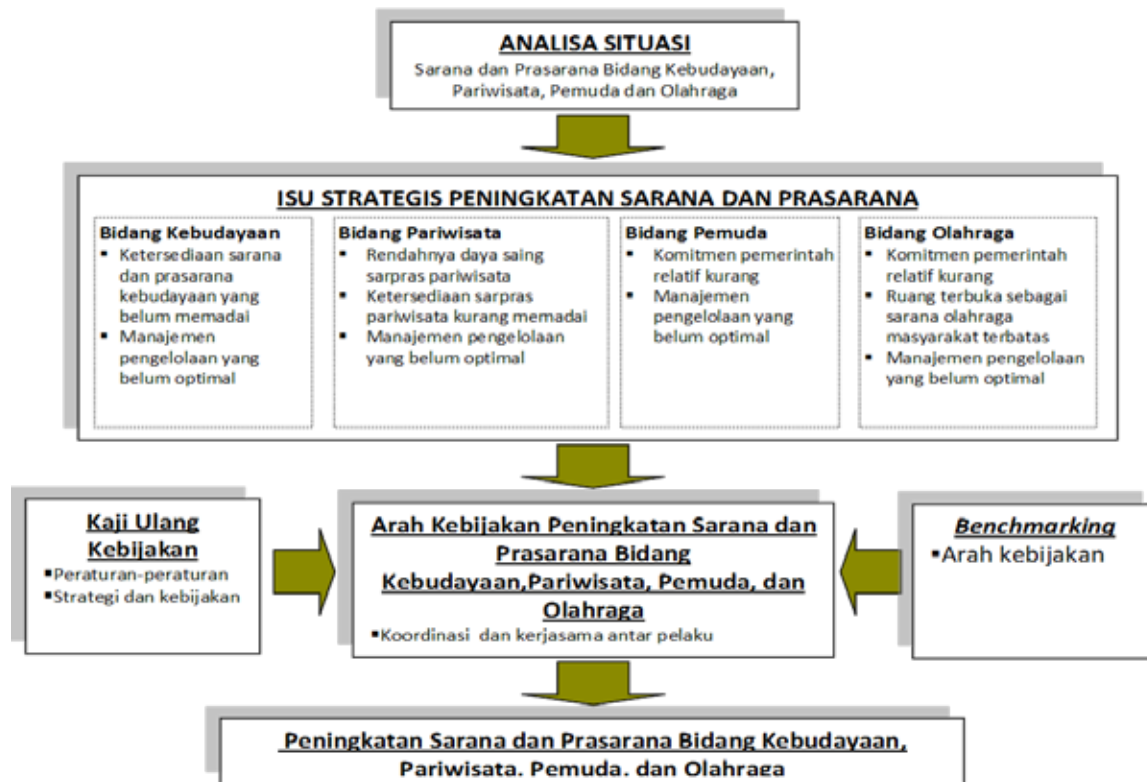 ANALISA SITUASI
Sarana dan Prasarana Bidang Kebudayaan,
Pariwisata, Pemuda dan Olahraga
ISU STRATEGIS PENINGKATAN SARANA DAN PRASARANA
Bidang Kebudayaan
▪ Ketersediaan sarana
dan prasarana
kebudayaan yang
belum memadai
▪ Manajemen
pengelolaan yang
belum optimal
Bidang Pariwisata
▪ Rendahnya daya saing
sarpras pariwisata
▪ Ketersediaan sarpras
pariwisata kurang memadai
▪ Manajemen pengelolaan
yang belum optimal
Bidang Pemuda
▪ Komitmen pemerintah
relatif kurang
▪ Manajemen
pengelolaan yang
belum optimal
Bidang Olahraga
▪ Komitmen pemerintah
relatif kurang
▪ Ruang terbuka sebagai
sarana olahraga
masyarakat terbatas
▪ Manajemen pengelolaan
yang belum optimal
Kaji Ulang
Kebijakan
▪Peraturan-peraturan
▪Strategi dan kebijakan
Arah Kebijakan Peningkatan Sarana dan
Prasarana Bidang
Kebudayaan,Pariwisata, Pemuda, dan
Olahraga
▪Koordinasi dan kerjasama antar pelaku
Benchmarking
▪Arah kebijakan
Peningkatan Sarana dan Prasarana Bidang Kebudayaan,
Pariwisata, Pemuda, dan Olahraga